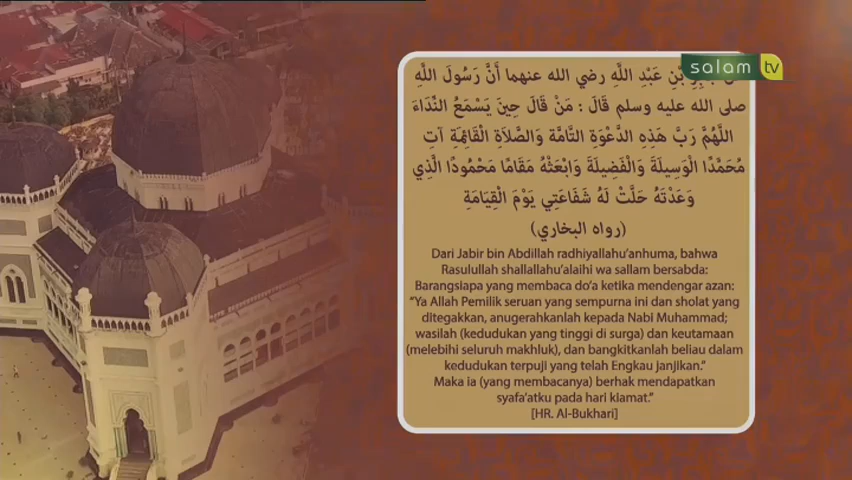 salam tv
بْنِ عَبْدِ اللَّهِ رضي الله عنهما أَنَّ رَسُولَ اللَّهِ
صلى الله عليه وسلم قَالَ : مَنْ قَالَ حِينَ يَسْمَعُ النِّدَاءَ
اللَّهُمَّ رَبَّ هَذِهِ الدَّعْوَةِ التَّامَّةِ وَالصَّلَاةِ الْقَائِمَةِ آتِ
مُحَمَّدًا الْوَسِيلَةَ وَالْفَضِيلَةَ وَابْعَثْهُ مَقَامًا مَحْمُودًا الَّذِي
وَعَدْتَهُ حَلَّتْ لَهُ شَفَاعَتِي يَوْمَ الْقِيَامَةِ
(رواه البخاري)
Dari Jabir bin Abdillah radhiyallahu'anhuma, bahwa
Rasulullah shallallahu'alaihi wa sallam bersabda:
Barangsiapa yang membaca do'a ketika mendengar azan:
"Ya Allah Pemilik seruan yang sempurna ini dan sholat yang
ditegakkan, anugerahkanlah kepada Nabi Muhammad;
wasilah (kedudukan yang tinggi di surga) dan keutamaan
(melebihi seluruh makhluk), dan bangkitkanlah beliau dalam
kedudukan terpuji yang telah Engkau janjikan."
Maka ia (yang membacanya) berhak mendapatkan
syafa'atku pada hari kiamat."
[HR. Al-Bukhari]